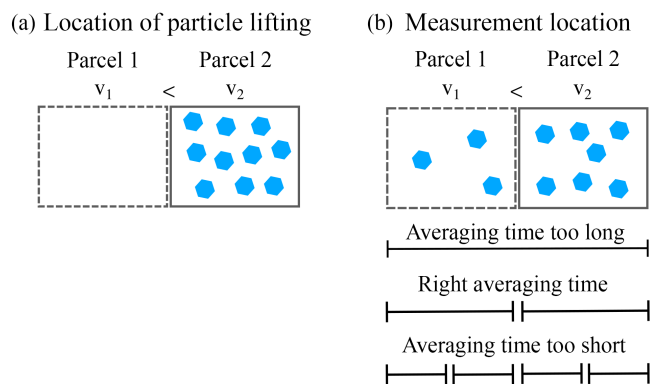 (a) Location of particle lifting
Parcel 1 Parcel 2
v1 < v2
(b) Measurement location
Parcel 1 Parcel 2
v1 < v2
Averaging time too long
Right averaging time
Averaging time too short